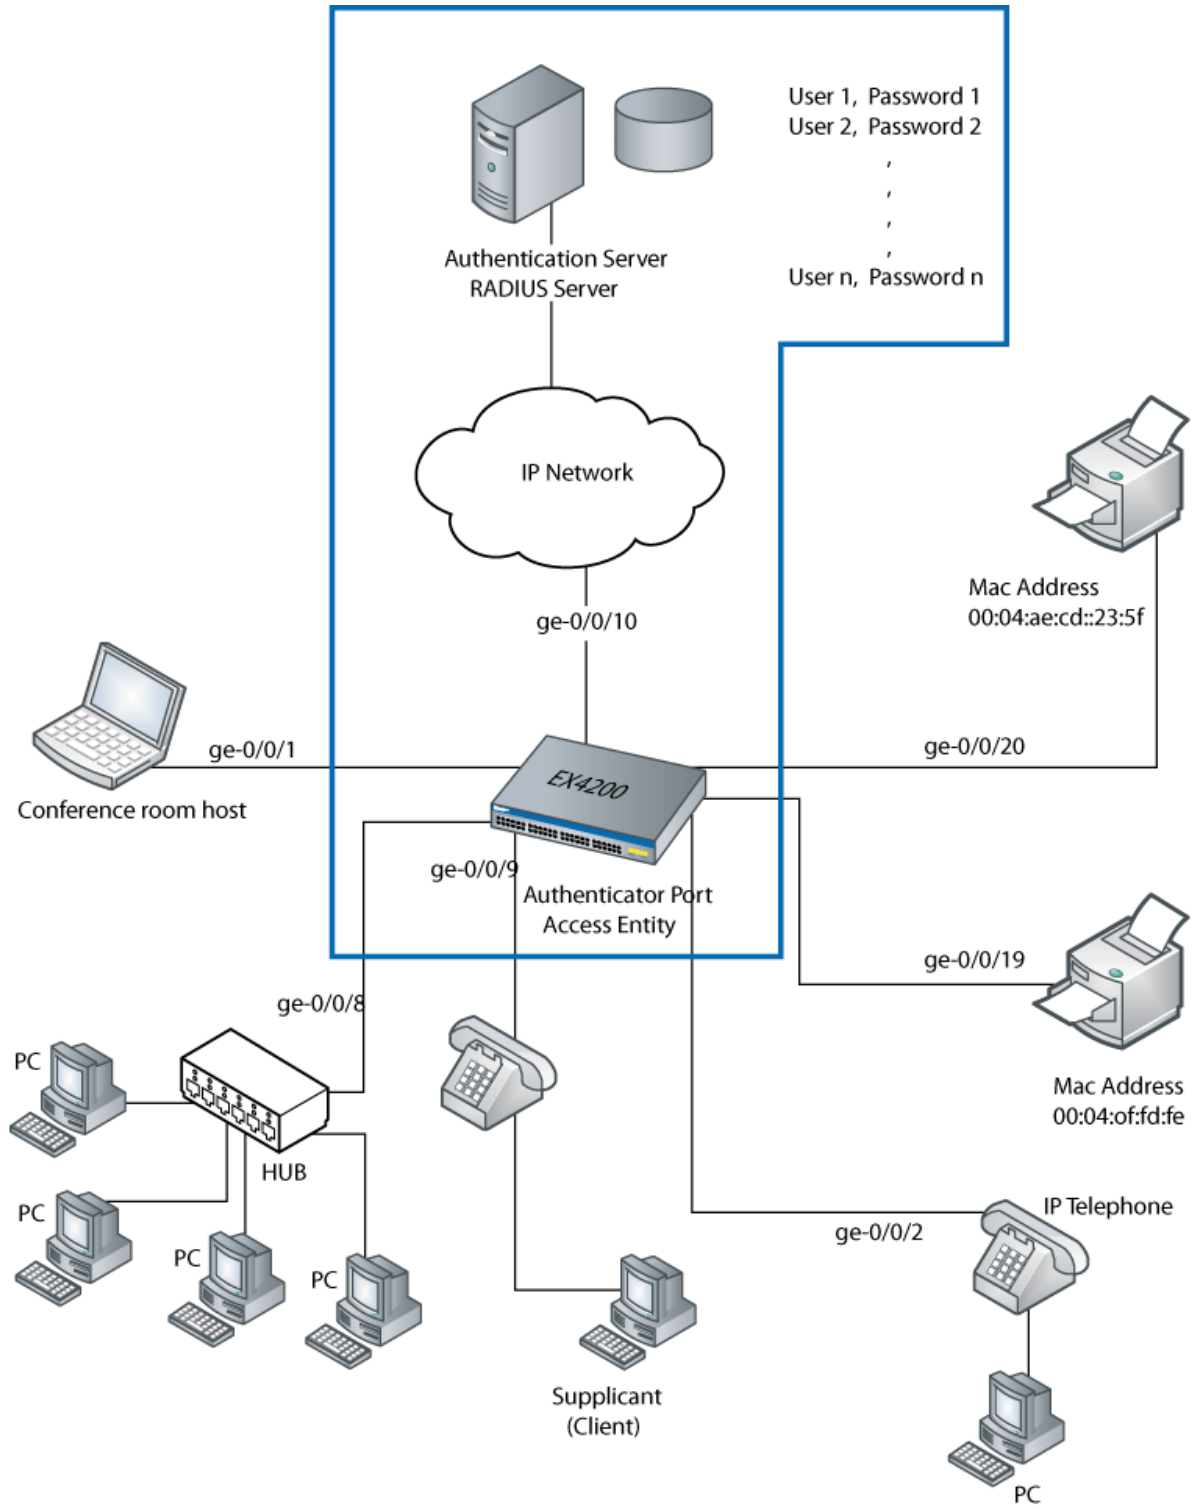 User 1, Password 1
User 2, Password 2
,
,
,
,
User n, Password n
Authentication Server
RADIUS Server
IP Network
ge-0/0/10
Mac Address
00:04:ae:cd::23:5f
ge-0/0/1
ge-0/0/20
Conference room host
EX4200
ge-0/0/9
Authenticator Port
Access Entity
ge-0/0/19
ge-0/0/8
PC
Mac Address
00:04:of:fd:fe
HUB
PC
IP Telephone
ge-0/0/2
PC
PC
Supplicant
(Client)
PC